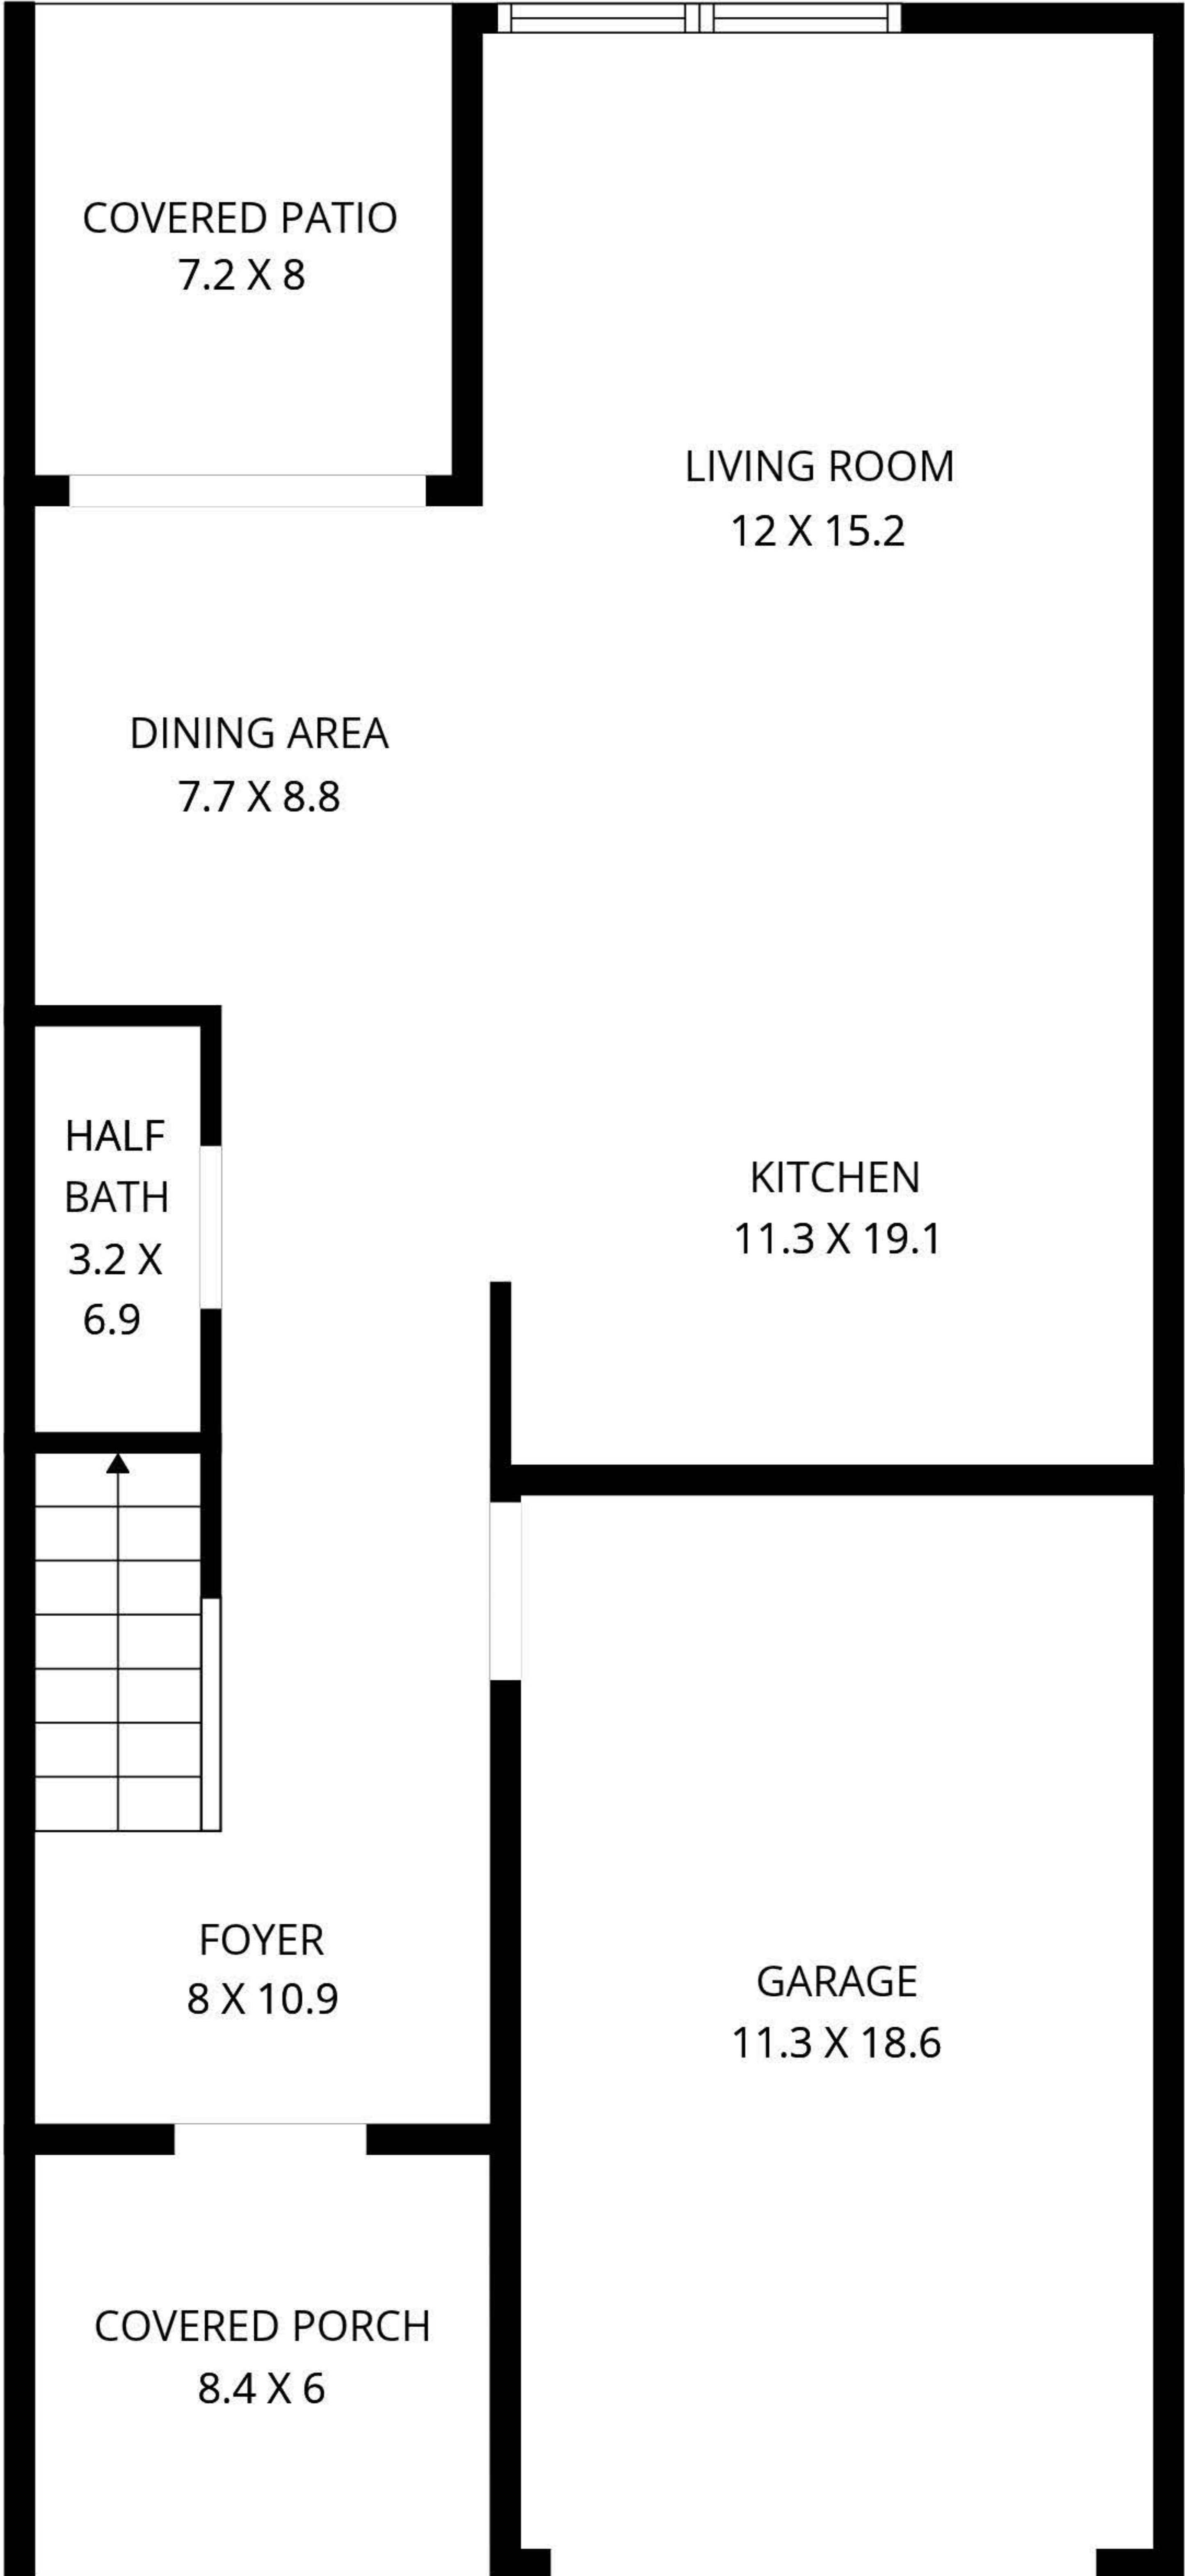 COVERED PATIO
7.2 X 8
LIVING ROOM
12 X 15.2
DINING AREA
7.7 X 8.8
HALF
BATH
3.2 X
6.9
KITCHEN
11.3 X 19.1
FOYER
8 X 10.9
GARAGE
11.3 X 18.6
COVERED PORCH
8.4 X 6